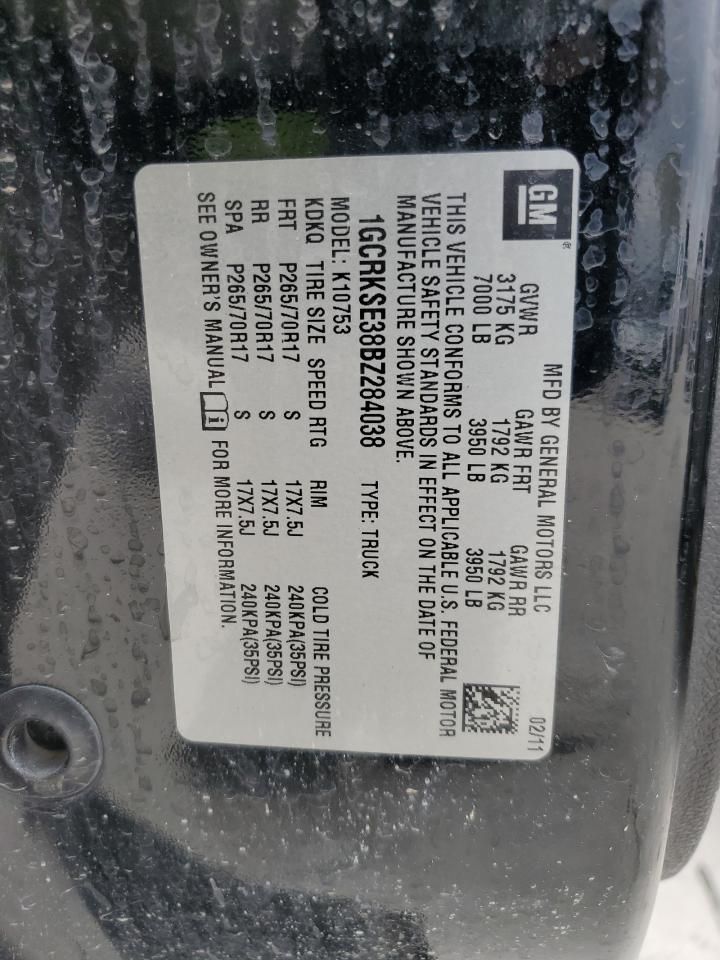 GM®
MFD BY GENERAL MOTORS LLC 02/11
GVWR GAWR FRT GAWR RR
3175 KG 1792 KG 1792 KG
7000 LB 3950 LB 3950 LB
THIS VEHICLE CONFORMS TO ALL APPLICABLE U.S. FEDERAL MOTOR
VEHICLE SAFETY STANDARDS IN EFFECT ON THE DATE OF
MANUFACTURE SHOWN ABOVE.
1GCRKSE38BZ284038 TYPE: TRUCK
MODEL: K10753
KDKQ TIRE SIZE SPEED RTG RIM COLD TIRE PRESSURE
FRT P265/70R17 S 17X7.5J 240KPA(35PSI)
RR P265/70R17 S 17X7.5J 240KPA(35PSI)
SPA P265/70R17 S 17X7.5J 240KPA(35PSI)
SEE OWNER'S MANUAL FOR MORE INFORMATION.